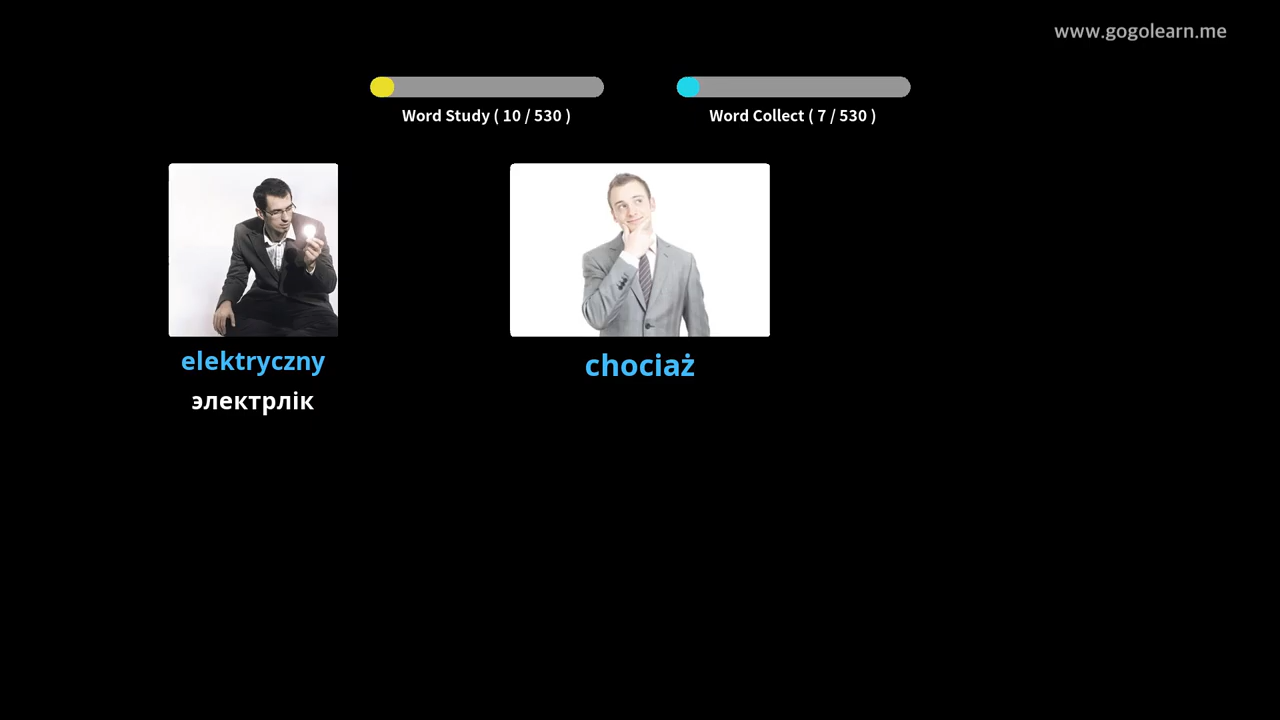 www.gogolearn.me
Word Study ( 10 / 530 )
Word Collect ( 7 / 530 )
elektryczny
электрлік
chociaż